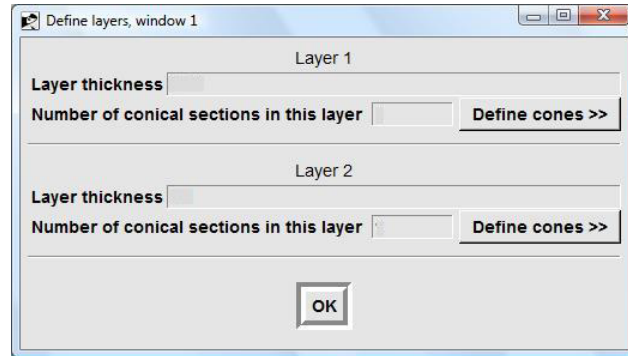 Define layers, window 1
Layer 1
Layer thickness
Number of conical sections in this layer Define cones >>
Layer 2
Layer thickness
Number of conical sections in this layer Define cones >>
OK